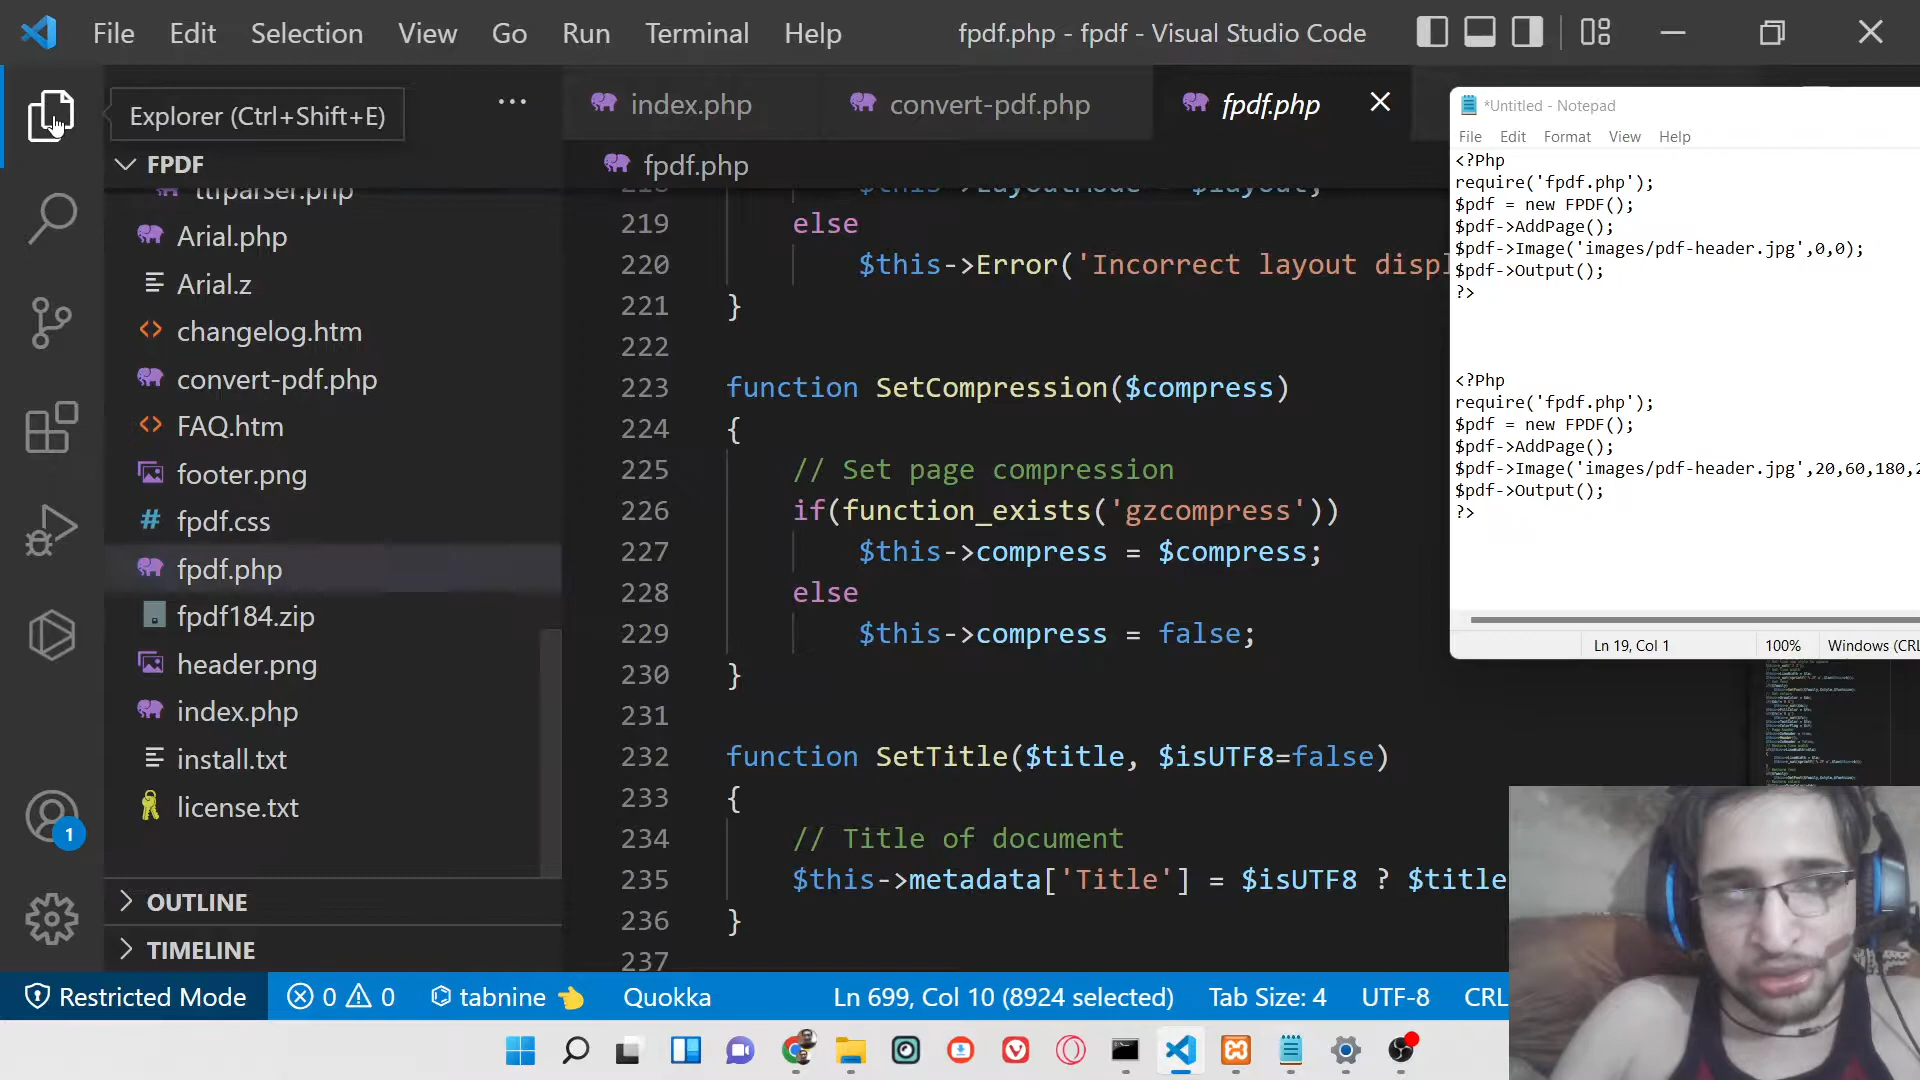 File Edit Selection View Go Run Terminal Help
fpdf.php - fpdf - Visual Studio Code
Explorer (Ctrl+Shift+E)
FPDF
ttfparser.php
Arial.php
Arial.z
changelog.htm
convert-pdf.php
FAQ.htm
footer.png
fpdf.css
fpdf.php
fpdf184.zip
header.png
index.php
install.txt
license.txt
OUTLINE
TIMELINE
index.php convert-pdf.php fpdf.php
fpdf.php
218 $this->LayoutMode = $layout;
219 else
220 $this->Error('Incorrect layout displ
221 }
222
223 function SetCompression($compress)
224 {
225 // Set page compression
226 if(function_exists('gzcompress'))
227 $this->compress = $compress;
228 else
229 $this->compress = false;
230 }
231
232 function SetTitle($title, $isUTF8=false)
233 {
234 // Title of document
235 $this->metadata['Title'] = $isUTF8 ? $title
236 }
237
*Untitled - Notepad
File Edit Format View Help
<?Php
require('fpdf.php');
$pdf = new FPDF();
$pdf->AddPage();
$pdf->Image('images/pdf-header.jpg',0,0);
$pdf->Output();
?>
<?Php
require('fpdf.php');
$pdf = new FPDF();
$pdf->AddPage();
$pdf->Image('images/pdf-header.jpg',20,60,180,2
$pdf->Output();
?>
Ln 19, Col 1 100% Windows (CRL
1
Restricted Mode 0 0 tabnine Quokka Ln 699, Col 10 (8924 selected) Tab Size: 4 UTF-8 CRL